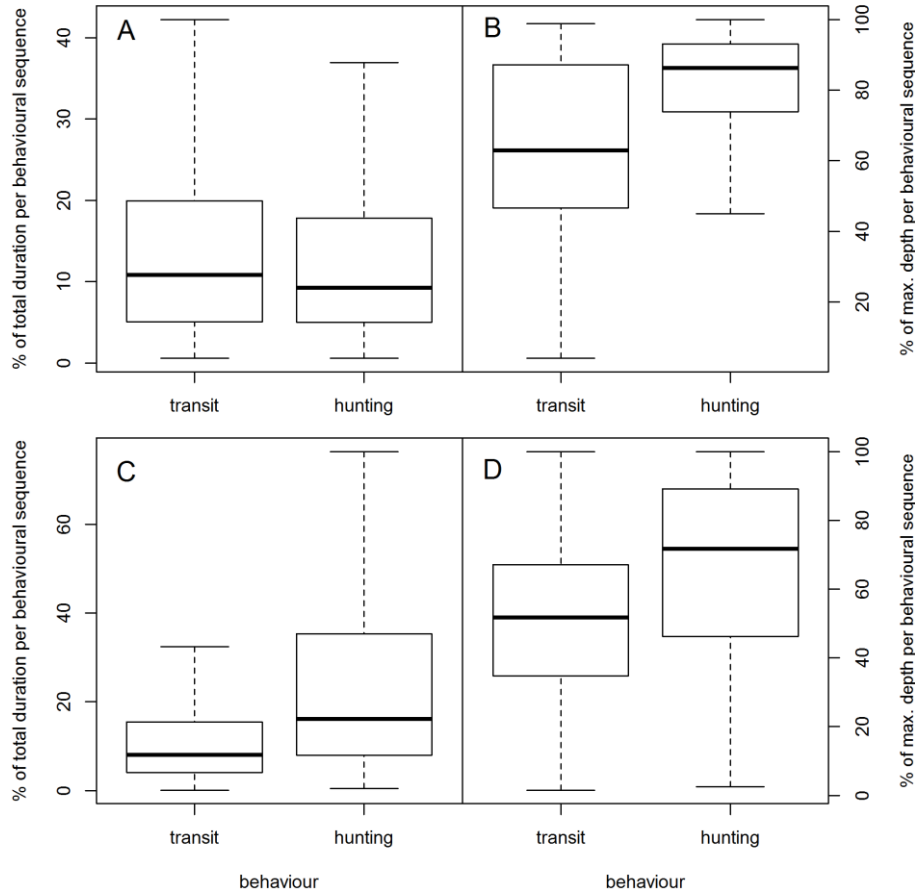 A
B
% of total duration per behavioural sequence
0
10
20
30
40
% of max. depth per behavioural sequence
20
40
60
80
100
transit
hunting
transit
hunting
C
D
% of total duration per behavioural sequence
0
20
40
60
% of max. depth per behavioural sequence
0
20
40
60
80
100
transit
hunting
transit
hunting
behaviour
behaviour